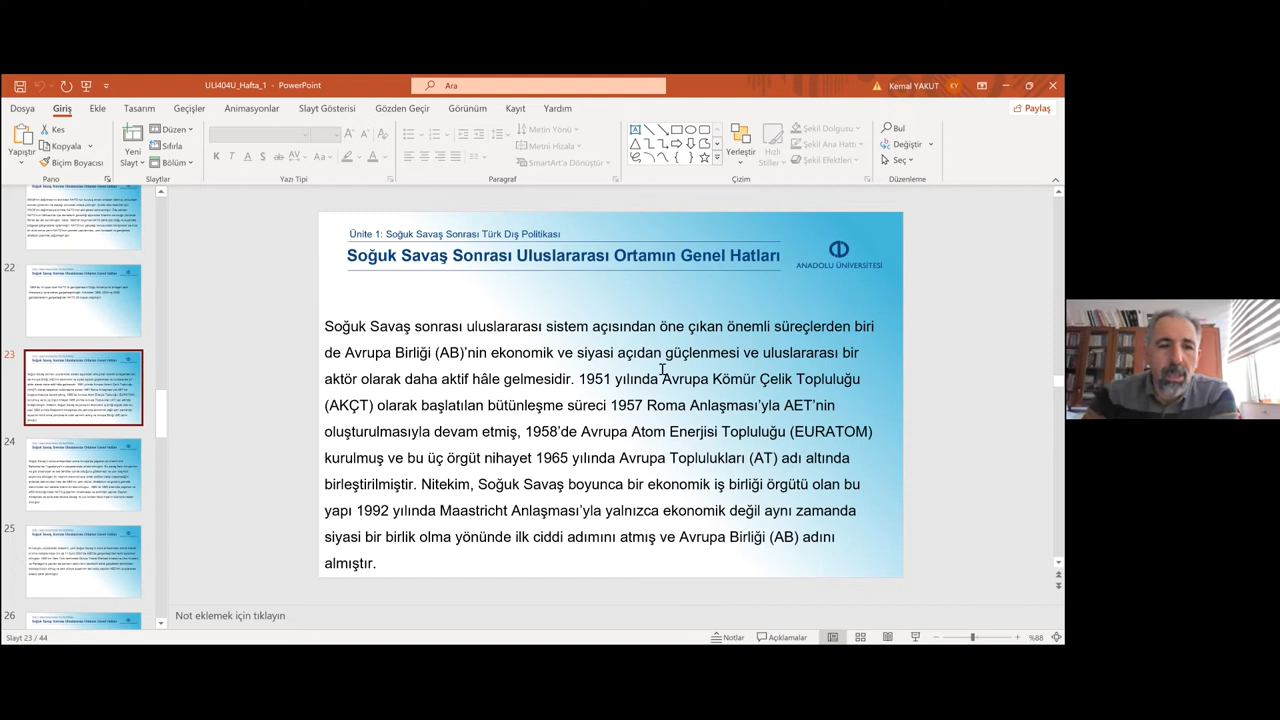 ULI404U_Hafta_1 - PowerPoint
Ara
Kemal YAKUT
KY
Dosya Giriş Ekle Tasarım Geçişler Animasyonlar Slayt Gösterisi Gözden Geçir Görünüm Kayıt Yardım
Paylaş
Yapıştır
Kes
Kopyala
Biçim Boyacısı
Yeni Slayt
Düzen
Sıfırla
Bölüm
K T A S ab AV Aa A
Metin Yönü
Metni Hizala
SmartArt'a Dönüştür
Yerleştir
Hızlı Stiller
Şekil Dolgusu
Şekil Ana Hattı
Şekil Efektleri
Bul
Değiştir
Seç
Pano Slaytlar Yazı Tipi Paragraf Çizim Düzenleme
22
23
24
25
26
Ünite 1: Soğuk Savaş Sonrası Türk Dış Politikası
Soğuk Savaş Sonrası Uluslararası Ortamın Genel Hatları
ANADOLU ÜNİVERSİTESİ
Soğuk Savaş sonrası uluslararası sistem açısından öne çıkan önemli süreçlerden biri
de Avrupa Birliği (AB)'nin ekonomik ve siyasi açıdan güçlenmesi, uluslararası bir
aktör olarak daha aktif hâle gelmesidir. 1951 yılında Avrupa Kömür Çelik Topluluğu
(AKÇT) olarak başlatılan bütünleşme süreci 1957 Roma Anlaşması'yla AET'nin
oluşturulmasıyla devam etmiş, 1958'de Avrupa Atom Enerjisi Topluluğu (EURATOM)
kurulmuş ve bu üç örgüt nihayet 1965 yılında Avrupa Toplulukları (AT) adı altında
birleştirilmiştir. Nitekim, Soğuk Savaş boyunca bir ekonomik iş birliği örgütü olan bu
yapı 1992 yılında Maastricht Anlaşması'yla yalnızca ekonomik değil aynı zamanda
siyasi bir birlik olma yönünde ilk ciddi adımını atmış ve Avrupa Birliği (AB) adını
almıştır.
Not eklemek için tıklayın
Slayt 23 / 44
Notlar
Açıklamalar
%88